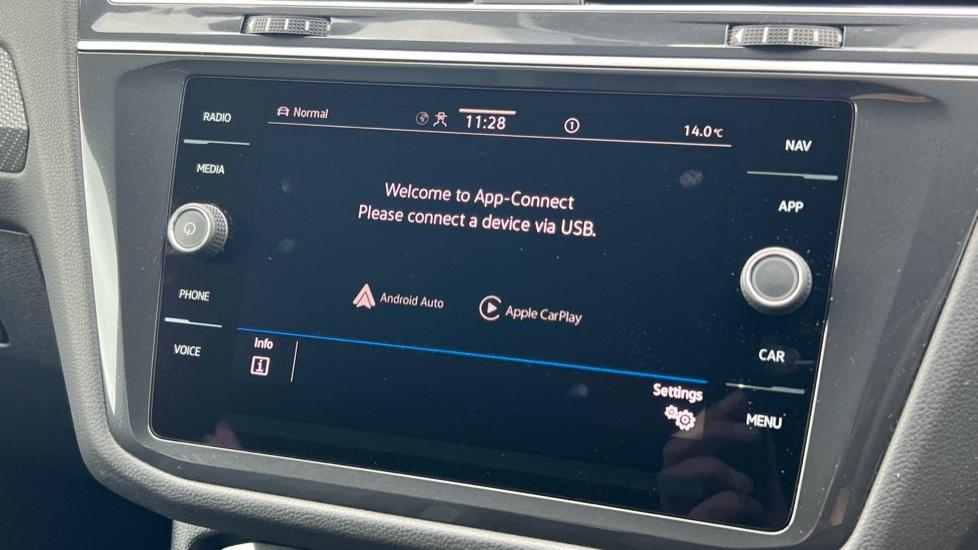 RADIO
MEDIA
PHONE
VOICE
Normal
11:28
1
14.0°C
Welcome to App-Connect
Please connect a device via USB.
Android Auto
Apple CarPlay
Info
i
Settings
NAV
APP
CAR
MENU